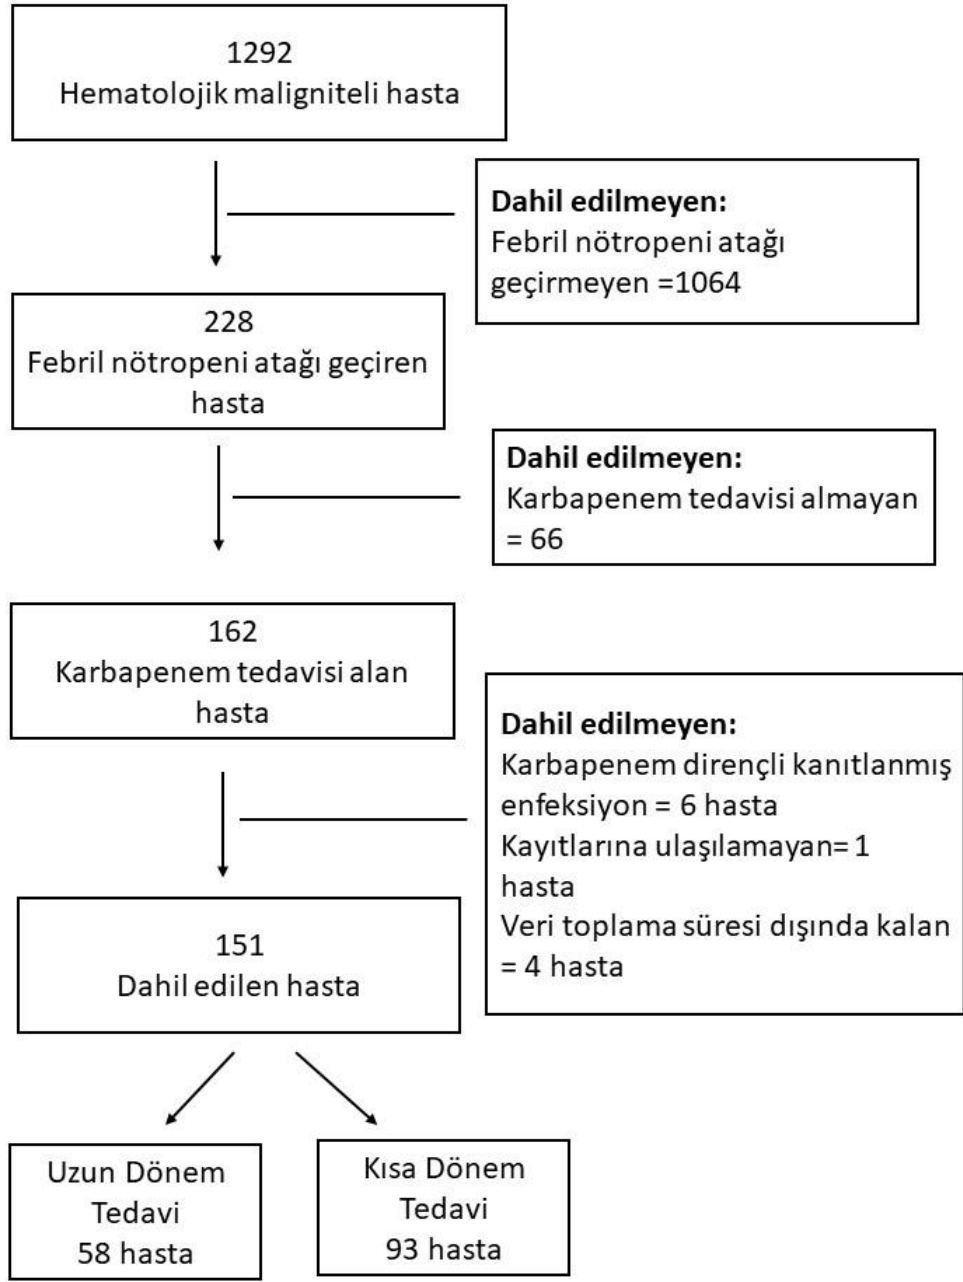 1292
Hematolojik maligniteli hasta
Dahil edilmeyen:
Febril nötropeni atağı
geçirmeyen =1064
228
Febril nötropeni atağı geçiren
hasta
Dahil edilmeyen:
Karbapenem tedavisi almayan
= 66
162
Karbapenem tedavisi alan
hasta
Dahil edilmeyen:
Karbapenem dirençli kanıtlanmış
enfeksiyon = 6 hasta
Kayıtlarına ulaşılamayan= 1
hasta
Veri toplama süresi dışında kalan
= 4 hasta
151
Dahil edilen hasta
Uzun Dönem
Tedavi
58 hasta
Kısa Dönem
Tedavi
93 hasta